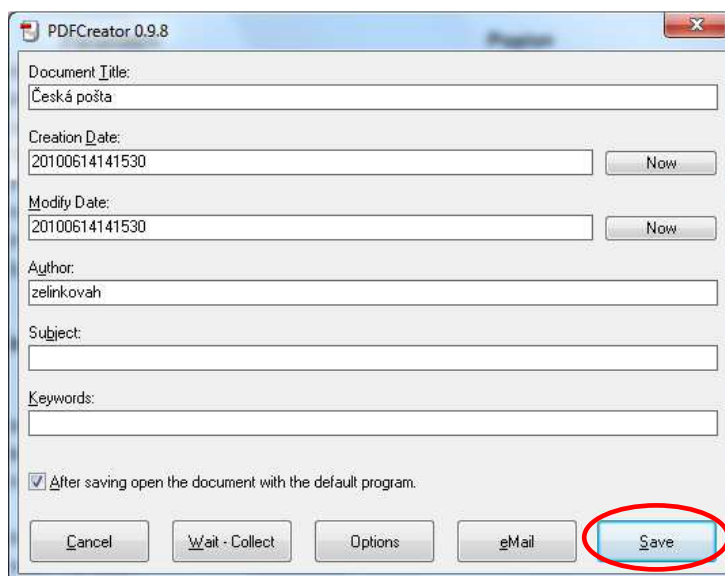 PDFCreator 0.9.8
Document Title:
Česká pošta
Creation Date:
20100614141530
Now
Modify Date:
20100614141530
Now
Author:
zelinkovah
Subject:
Keywords:
After saving open the document with the default program.
Cancel Wait - Collect Options eMail Save